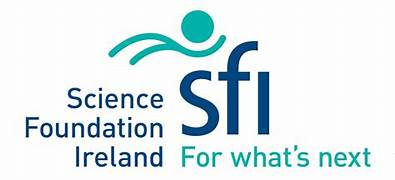 Science
Foundation
Ireland
sfi
For what's next